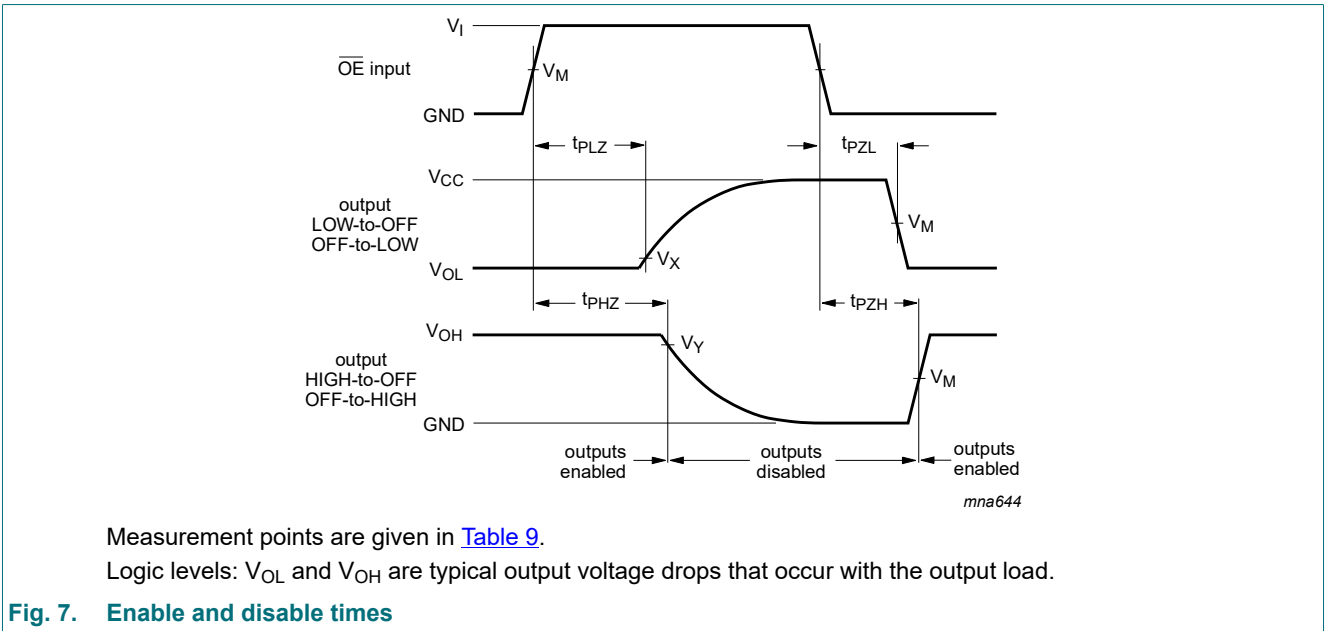 V_I
OE input
V_M
GND
t_PLZ
t_PZL
V_CC
output
LOW-to-OFF
OFF-to-LOW
V_M
V_X
V_OL
t_PHZ
t_PZH
V_OH
V_Y
output
HIGH-to-OFF
OFF-to-HIGH
V_M
GND
outputs
enabled
outputs
disabled
outputs
enabled
mna644
Measurement points are given in Table 9.
Logic levels: V_OL and V_OH are typical output voltage drops that occur with the output load.
Fig. 7. Enable and disable times